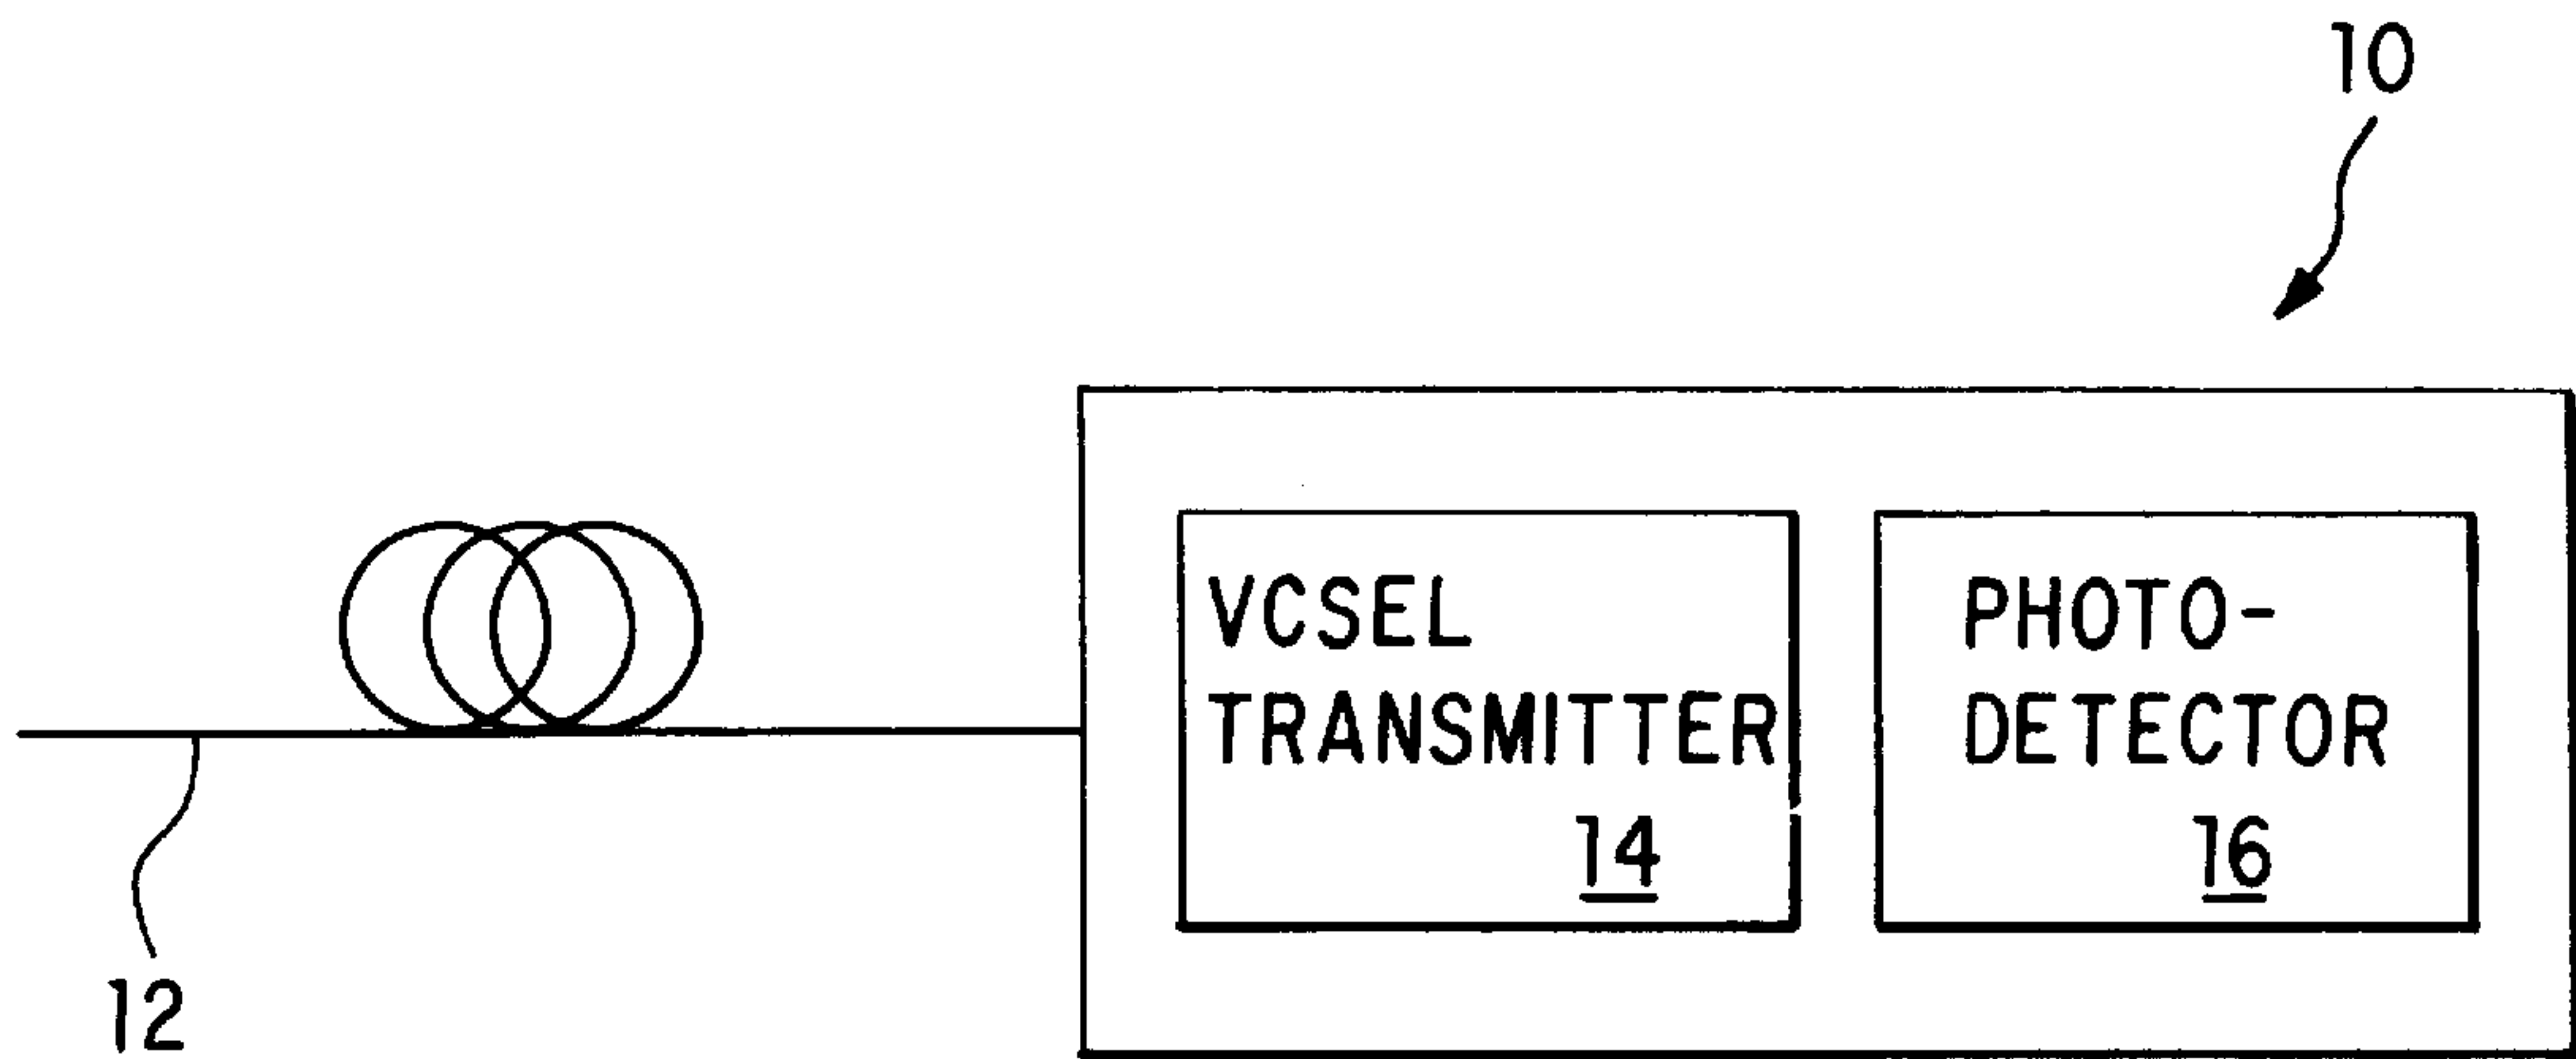 10
VCSEL
TRANSMITTER
14
PHOTO-
DETECTOR
16
12